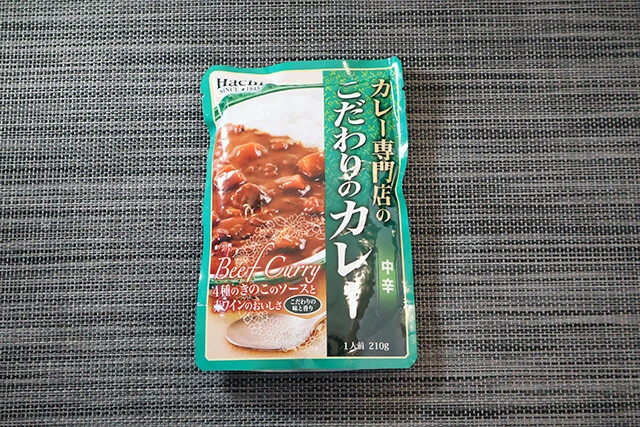 Hachi
SINCE 1845
カレー専門店の
こだわりのカレー
中辛
Beef Curry
4種のきのこのソースと
赤ワインのおいしさ
こだわりの
味と香り
1人前 210g